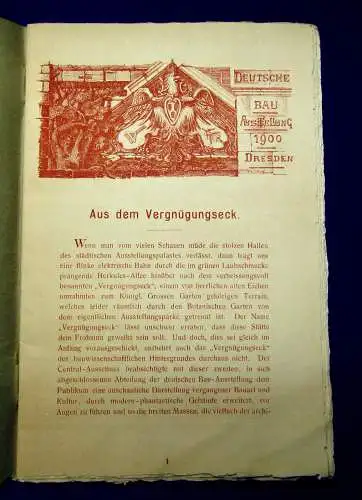 DEUTSCHE
BAU
AUSSTELLUNG
1900
DRESDEN
Aus dem Vergnügungseck.
Wenn man vom vielen Schauen müde die stolzen Hallen
des städtischen Ausstellungspalastes verlässt, dann trägt uns
eine flinke elektrische Bahn durch die im grünen Laubschmucke
prangende Herkules-Allee hinüber nach dem verheissungsvoll
benannten „Vergnügungseck", einem von herrlichen alten Eichen
umrahmten zum Königl. Grossen Garten gehörigen Terrain,
welches leider räumlich durch den Botanischen Garten von
dem eigentlichen Ausstellungsparke getrennt ist. Der Name
„Vergnügungseck" lässt unschwer erraten, dass diese Stätte
dem Frohsinn geweiht sein soll. Und doch, dies sei gleich im
Anfang vorausgeschickt, entbehrt auch das „Vergnügungseck"
des bauwissenschaftlichen Hintergrundes durchaus nicht. Der
Central-Ausschuss beabsichtigte mit dieser zweiten, in sich
abgeschlossenen Abteilung der deutschen Bau-Ausstellung dem
Publikum eine anschauliche Darstellung vergangener Bauart und
Kultur, durch modern-phantastische Gebäude erweitert, vor
Augen zu führen und so die breiten Massen, die vielfach der archi-
1